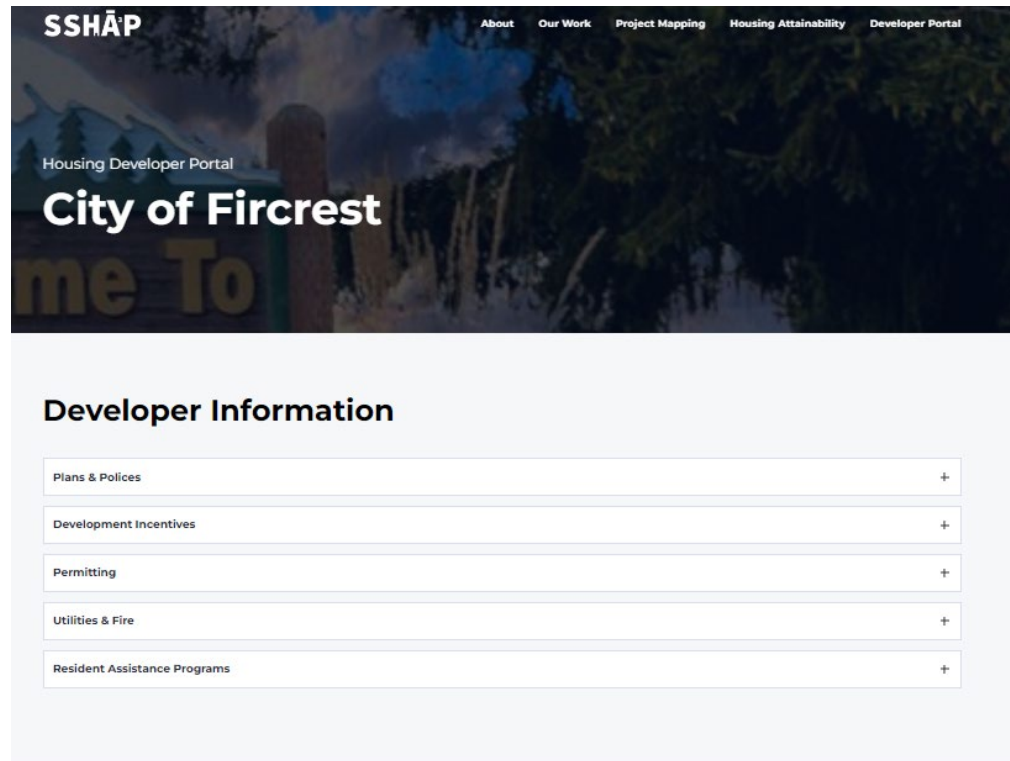 SSHĀ³P
About Our Work Project Mapping Housing Attainability Developer Portal
Housing Developer Portal
City of Fircrest
me To
Developer Information
Plans & Polices +
Development Incentives +
Permitting +
Utilities & Fire +
Resident Assistance Programs +